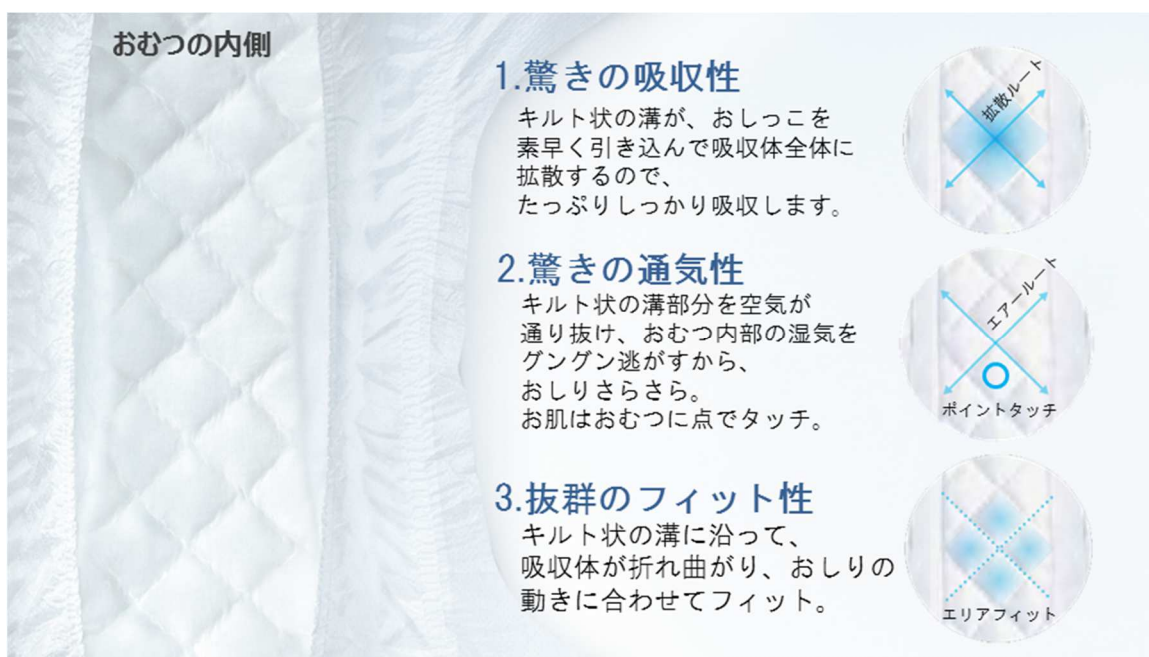 おむつの内側
1.驚きの吸収性
キルト状の溝が、おしっこを
素早く引き込んで吸収体全体に
拡散するので、
たっぷりしっかり吸収します。
拡散ルート
2.驚きの通気性
キルト状の溝部分を空気が
通り抜け、おむつ内部の湿気を
グングン逃がすから、
おしりさらさら。
お肌はおむつに点でタッチ。
エアールート
ポイントタッチ
3.抜群のフィット性
キルト状の溝に沿って、
吸収体が折れ曲がり、おしりの
動きに合わせてフィット。
エリアフィット